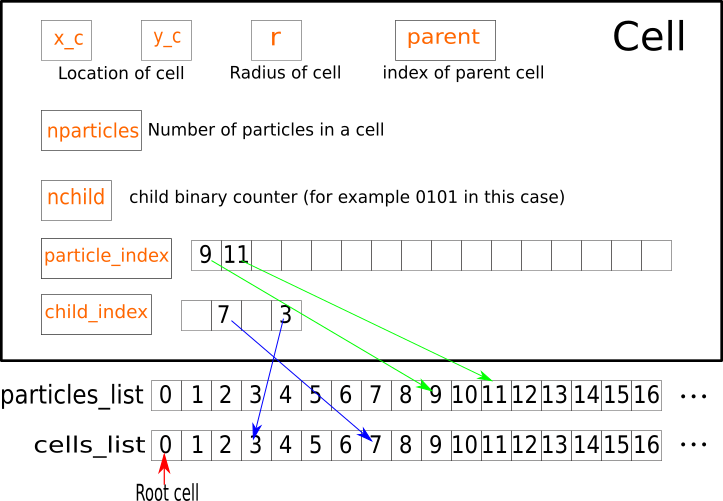 Cell
x_c y_c r parent
Location of cell Radius of cell index of parent cell
nparticles Number of particles in a cell
nchild child binary counter (for example 0101 in this case)
particle_index 9 11
child_index 7 3
particles_list 0 1 2 3 4 5 6 7 8 9 10 11 12 13 14 15 16 ...
cells_list 0 1 2 3 4 5 6 7 8 9 10 11 12 13 14 15 16 ...
Root cell